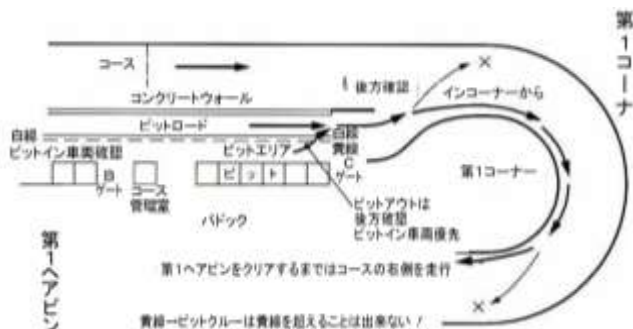 第1コーナ
コース
後方確認
コンクリートウォール
インコーナーから
ピットロード
白線
白線
黄線
ピットイン車両確認
ピットエリア
C
ゲート
第1コーナー
B
ゲート
コース
管理室
ピット
ピットアウトは
後方確認
ピットイン車両優先
パドック
第1ヘアピン
第1ヘアピンをクリアするまではコースの右側を走行
黄線ーピットクルーは黄線を超えることは出来ない!